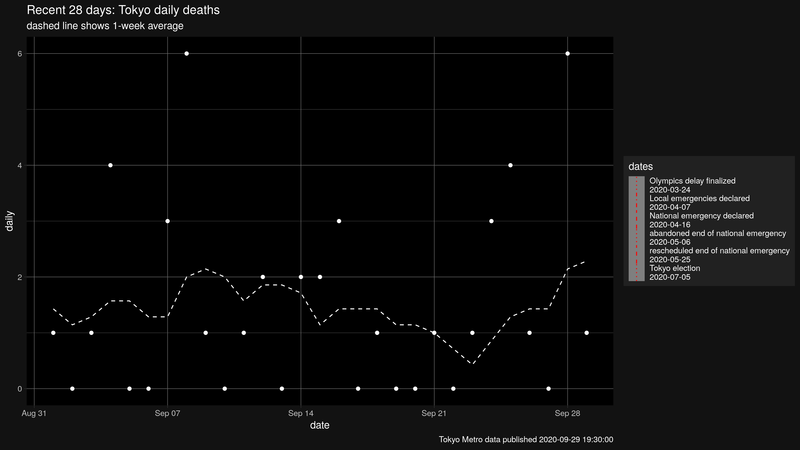 Recent 28 days: Tokyo daily deaths
dashed line shows 1-week average
daily
6
4
2
0
Aug 31
Sep 07
Sep 14
Sep 21
Sep 28
date
Tokyo Metro data published 2020-09-29 19:30:00
dates
Olympics delay finalized
2020-03-24
Local emergencies declared
2020-04-07
National emergency declared
2020-04-16
abandoned end of national emergency
2020-05-06
rescheduled end of national emergency
2020-05-25
Tokyo election
2020-07-05